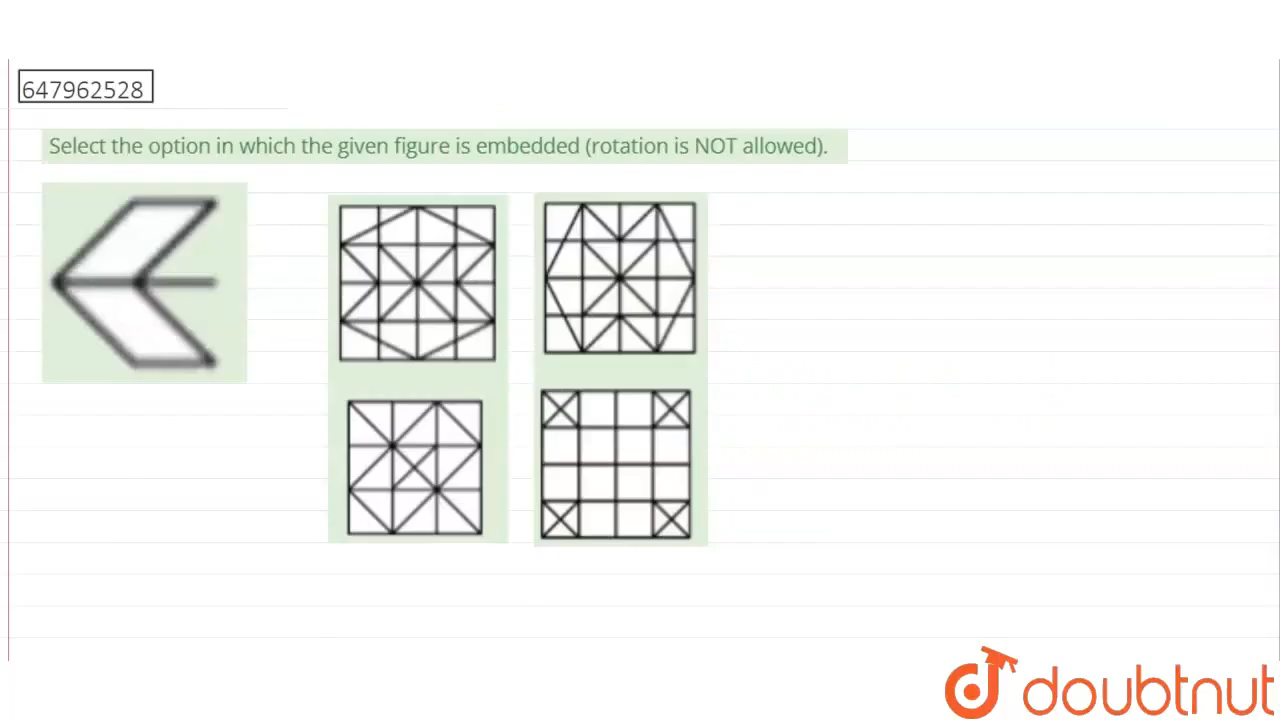 647962528
Select the option in which the given figure is embedded (rotation is NOT allowed).
doubtnut